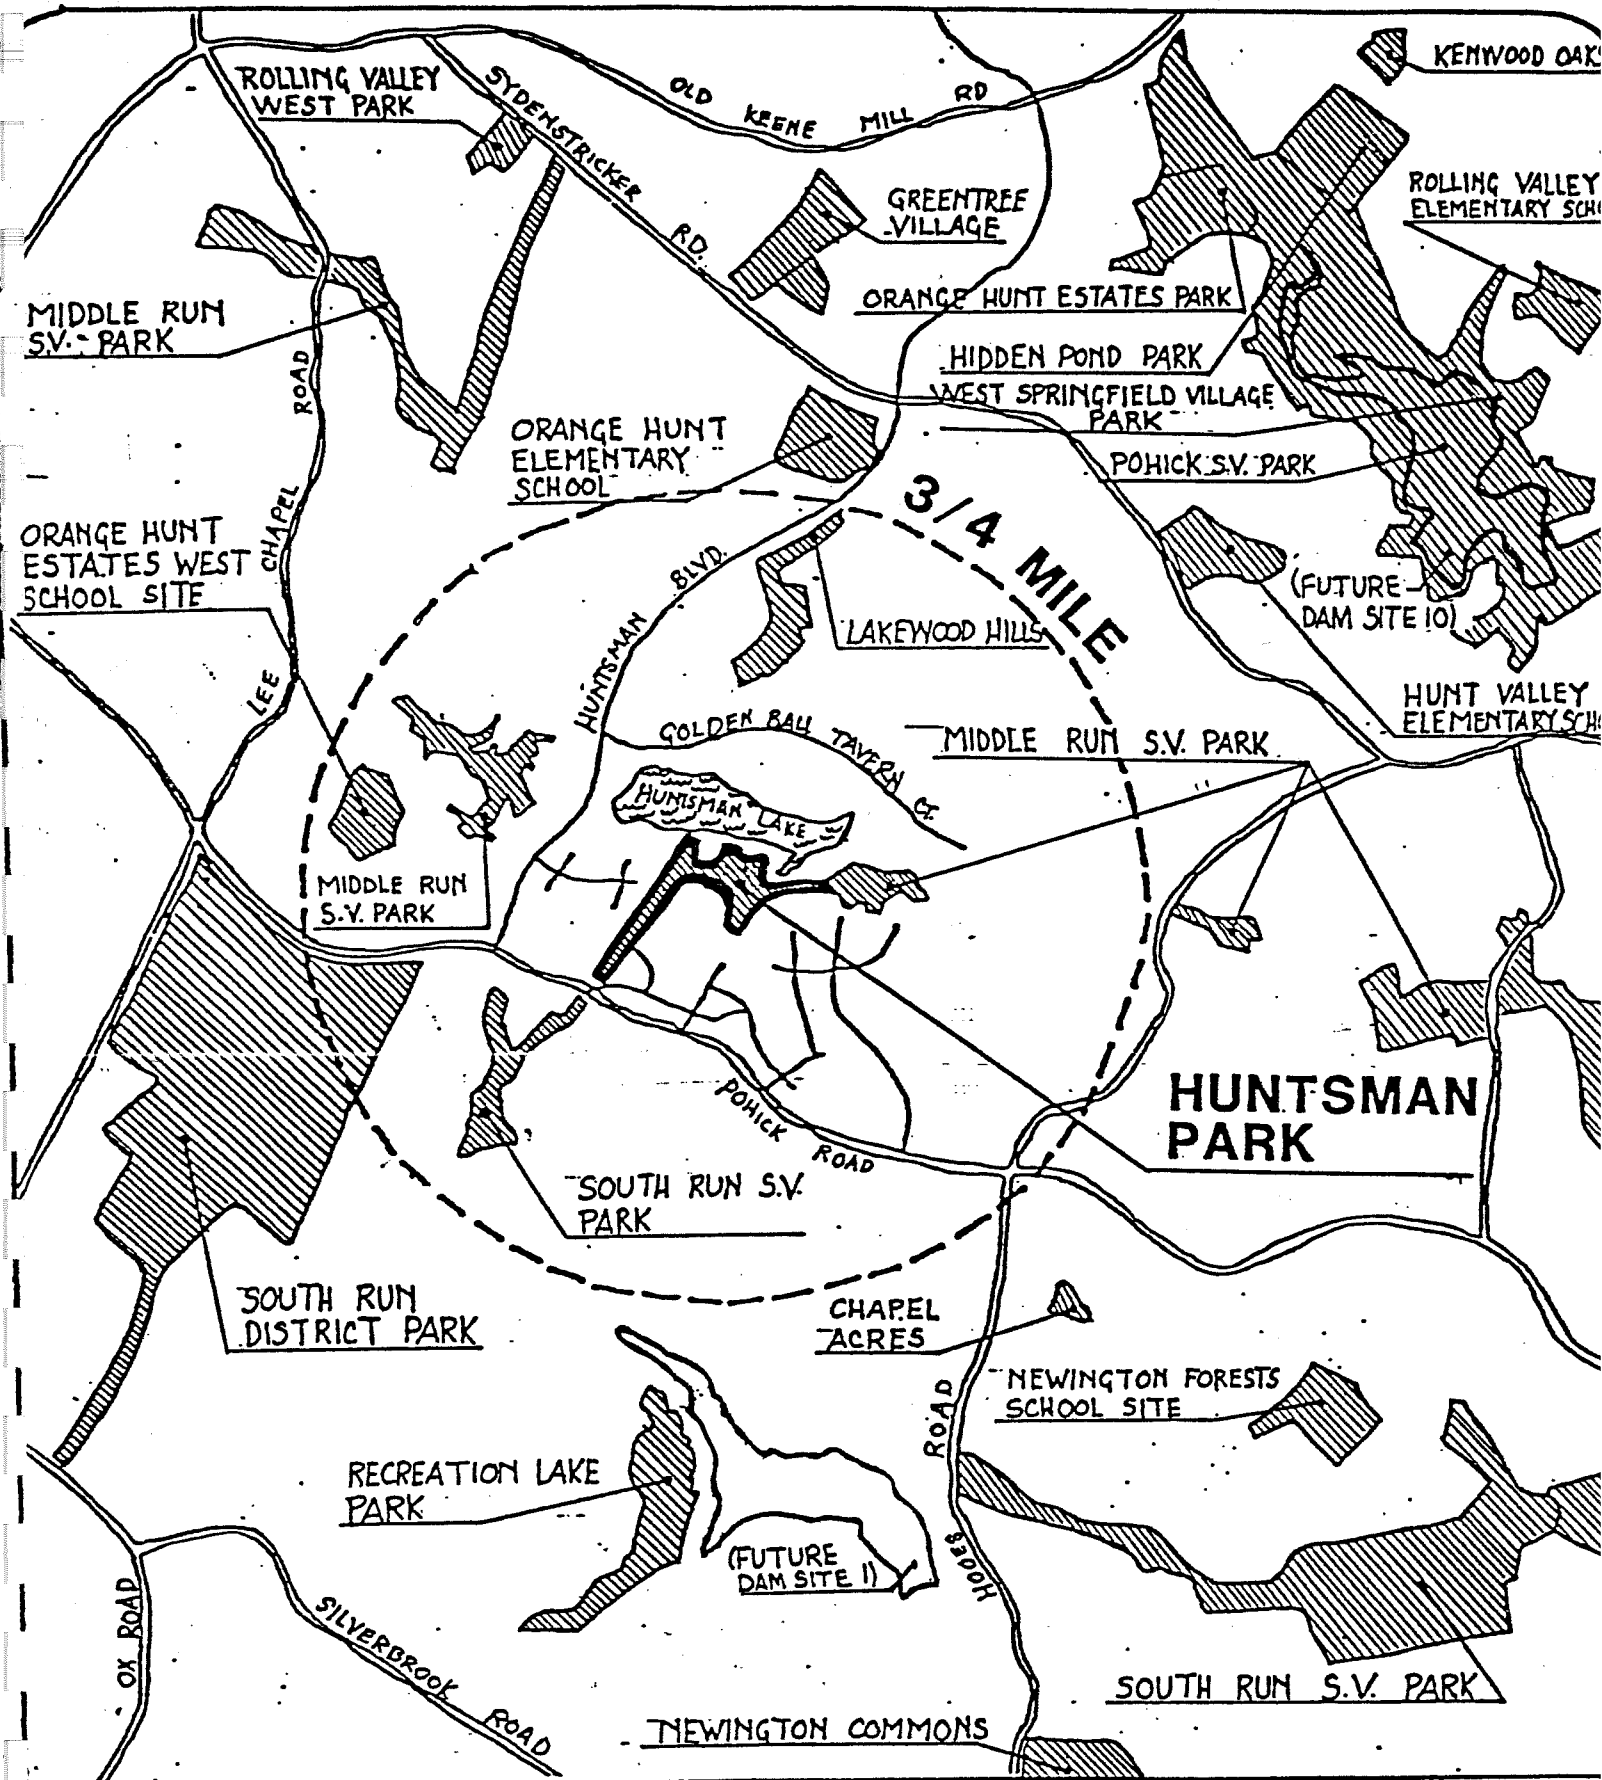 KENWOOD OAKS
ROLLING VALLEY
WEST PARK
SYDENSTRICKER
RD.
OLD KEENE MILL RD
GREENTREE
VILLAGE
ROLLING VALLEY
ELEMENTARY SCHO
ORANGE HUNT ESTATES PARK
MIDDLE RUN
S.V. PARK
HIDDEN POND PARK
WEST SPRINGFIELD VILLAGE
PARK
ORANGE HUNT
ELEMENTARY
SCHOOL
POHICK S.V. PARK
3/4 MILE
ORANGE HUNT
ESTATES WEST
SCHOOL SITE
LEE CHAPEL ROAD
HUNTSMAN BLVD.
(FUTURE
DAM SITE 10)
LAKEWOOD HILLS
HUNT VALLEY
ELEMENTARY SCHO
GOLDEN BALL TAVERN CT.
MIDDLE RUN S.V. PARK
HUNTSMAN LAKE
MIDDLE RUN
S.V. PARK
HUNTSMAN
PARK
POHICK ROAD
SOUTH RUN S.V.
PARK
SOUTH RUN
DISTRICT PARK
CHAPEL
ACRES
NEWINGTON FORESTS
SCHOOL SITE
RECREATION LAKE
PARK
(FUTURE
DAM SITE 1)
HOOES ROAD
OX ROAD
SILVERBROOK ROAD
SOUTH RUN S.V. PARK
NEWINGTON COMMONS